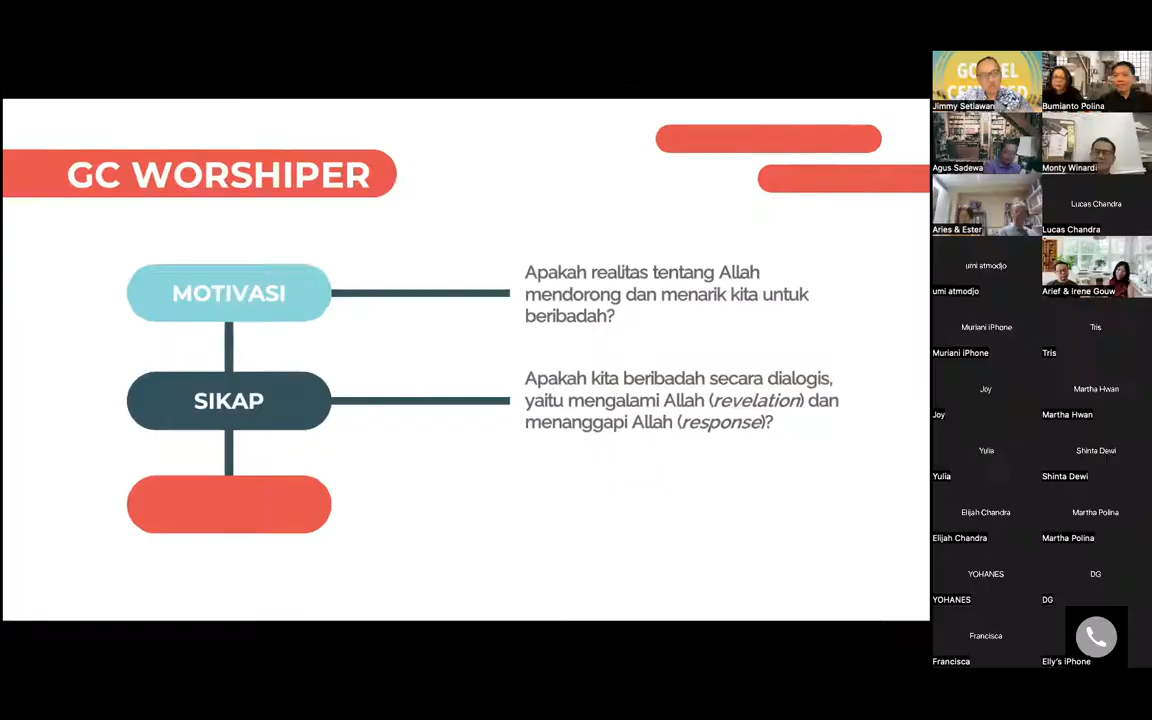 GC WORSHIPER
MOTIVASI
Apakah realitas tentang Allah
mendorong dan menarik kita untuk
beribadah?
SIKAP
Apakah kita beribadah secara dialogis,
yaitu mengalami Allah (revelation) dan
menanggapi Allah (response)?
Jimmy Setiawan
Bumianto Polina
Agus Sadewa
Monty Winardi
Aries & Ester
Lucas Chandra
Lucas Chandra
umi atmodjo
umi atmodjo
Arief & Irene Gouw
Muriani iPhone
Muriani iPhone
Tris
Tris
Joy
Joy
Martha Hwan
Martha Hwan
Yulia
Yulia
Shinta Dewi
Shinta Dewi
Elijah Chandra
Elijah Chandra
Martha Polina
Martha Polina
YOHANES
YOHANES
DG
DG
Francisca
Francisca
Elly's iPhone